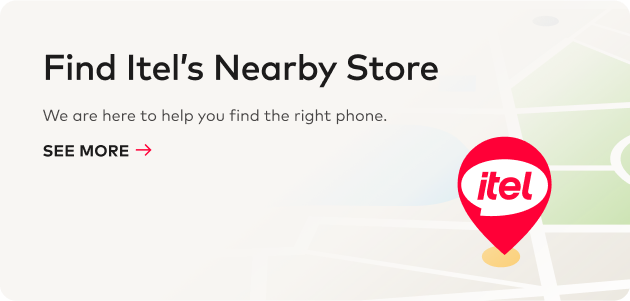 Find Itel's Nearby Store
We are here to help you find the right phone.
SEE MORE →
itel